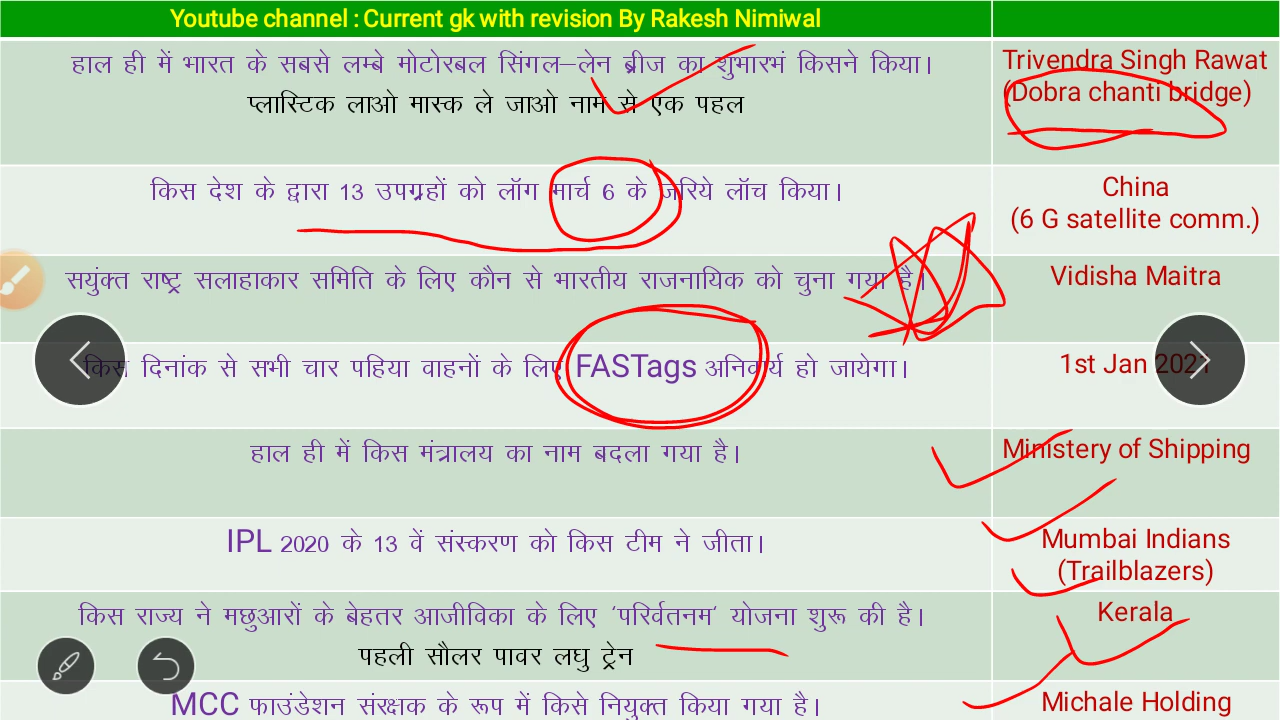 Youtube channel : Current gk with revision By Rakesh Nimiwal
हाल ही में भारत के सबसे लम्बे मोटोरबल सिंगल–लेन ब्रीज का शुभारभं किसने किया।
प्लास्टिक लाओ मास्क ले जाओ नाम से एक पहल
Trivendra Singh Rawat
(Dobra chanti bridge)
किस देश के द्वारा 13 उपग्रहों को लॉग मार्च 6 के जरिये लॉच किया।
China
(6 G satellite comm.)
सयुंक्त राष्ट्र सलाहाकार समिति के लिए कौन से भारतीय राजनायिक को चुना गया है।
Vidisha Maitra
किस दिनांक से सभी चार पहिया वाहनों के लिए FASTags अनिवार्य हो जायेगा।
1st Jan 2021
हाल ही में किस मंत्रालय का नाम बदला गया है।
Ministery of Shipping
IPL 2020 के 13 वें संस्करण को किस टीम ने जीता।
Mumbai Indians
(Trailblazers)
किस राज्य ने मछुआरों के बेहतर आजीविका के लिए ‘परिर्वतनम’ योजना शुरू की है।
पहली सौलर पावर लघु ट्रेन
Kerala
MCC फाउंडेशन संरक्षक के रूप में किसे नियुक्त किया गया है।
Michale Holding